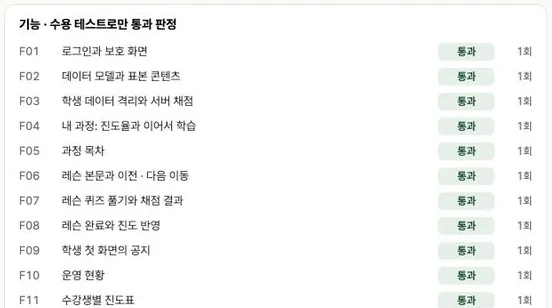 기능 · 수용 테스트로만 통과 판정
F01 로그인과 보호 화면 통과 1회
F02 데이터 모델과 표본 콘텐츠 통과 1회
F03 학생 데이터 격리와 서버 채점 통과 1회
F04 내 과정: 진도율과 이어서 학습 통과 1회
F05 과정 목차 통과 1회
F06 레슨 본문과 이전 · 다음 이동 통과 1회
F07 레슨 퀴즈 풀기와 채점 결과 통과 1회
F08 레슨 완료와 진도 반영 통과 1회
F09 학생 첫 화면의 공지 통과 1회
F10 운영 현황 통과 1회
F11 수강생별 진도표 통과 1회